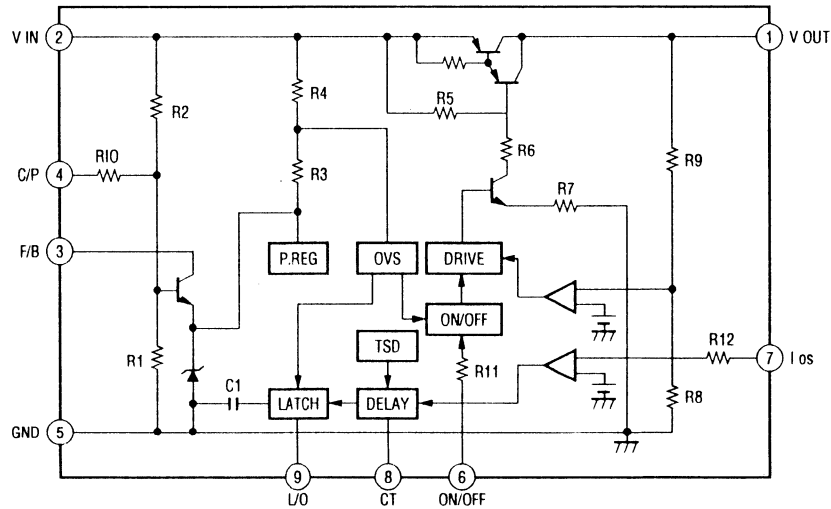 V IN
2
1
V OUT
R4
R2
R5
R6
R9
R10
C/P
4
R3
R7
F/B
3
P.REG
OVS
DRIVE
ON/OFF
TSD
R12
7
I os
R1
R11
C1
LATCH
DELAY
R8
GND
5
9
8
6
L/O
CT
ON/OFF